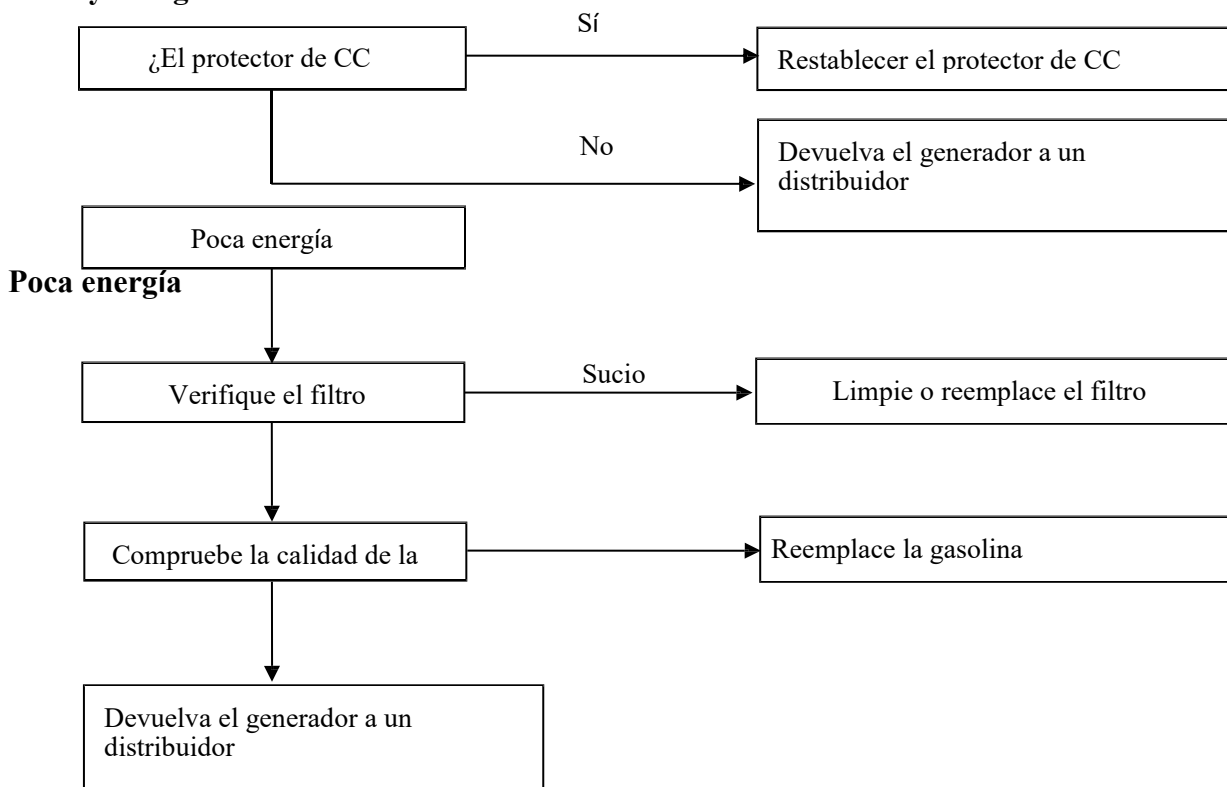 ¿El protector de CC
Sí
Restablecer el protector de CC
No
Devuelva el generador a un
distribuidor
Poca energía
Poca energía
Verifique el filtro
Sucio
Limpie o reemplace el filtro
Compruebe la calidad de la
Reemplace la gasolina
Devuelva el generador a un
distribuidor